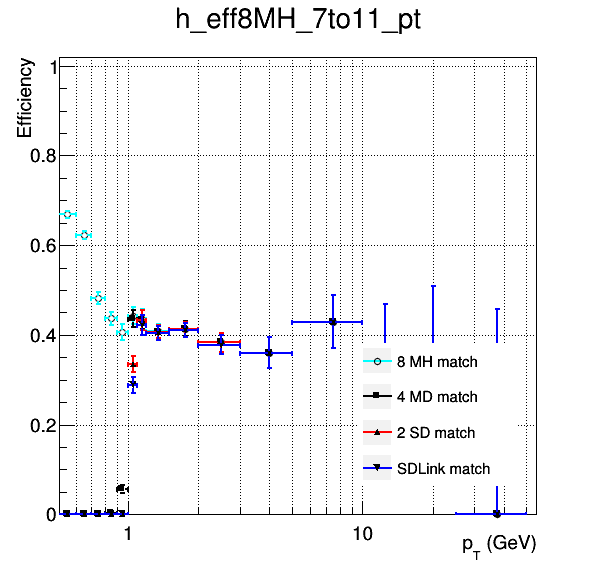 h_eff8MH_7to11_pt
Efficiency
1
0.8
0.6
0.4
0.2
0
8 MH match
4 MD match
2 SD match
SDLink match
1
10
p_T (GeV)